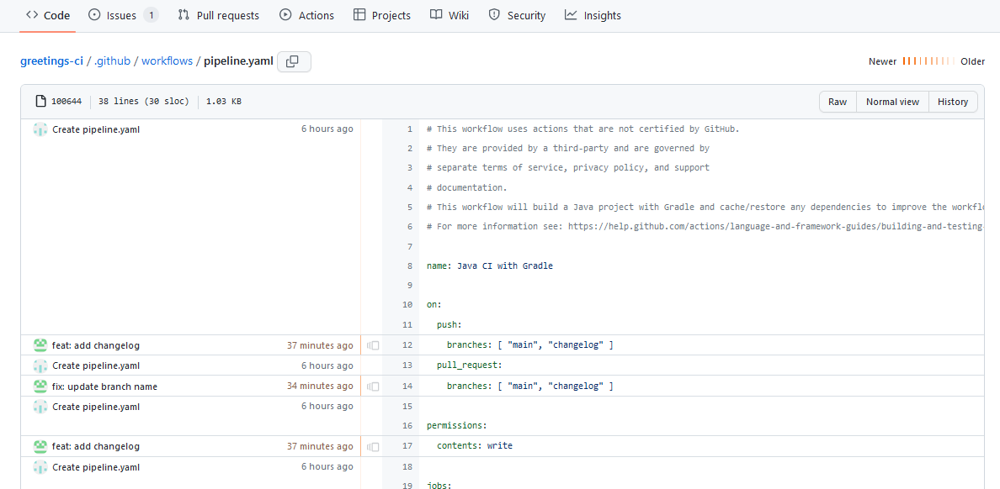 Code Issues 1 Pull requests Actions Projects Wiki Security Insights
greetings-ci / .github / workflows / pipeline.yaml Newer Older
100644 38 lines (30 sloc) 1.03 KB Raw Normal view History
Create pipeline.yaml 6 hours ago 1 # This workflow uses actions that are not certified by GitHub.
2 # They are provided by a third-party and are governed by
3 # separate terms of service, privacy policy, and support
4 # documentation.
5 # This workflow will build a Java project with Gradle and cache/restore any dependencies to improve the workflo
6 # For more information see: https://help.github.com/actions/language-and-framework-guides/building-and-testing-
7
8 name: Java CI with Gradle
9
10 on:
11 push:
feat: add changelog 37 minutes ago 12 branches: [ "main", "changelog" ]
Create pipeline.yaml 6 hours ago 13 pull_request:
fix: update branch name 34 minutes ago 14 branches: [ "main", "changelog" ]
Create pipeline.yaml 6 hours ago 15
16 permissions:
feat: add changelog 37 minutes ago 17 contents: write
Create pipeline.yaml 6 hours ago 18
19 jobs: